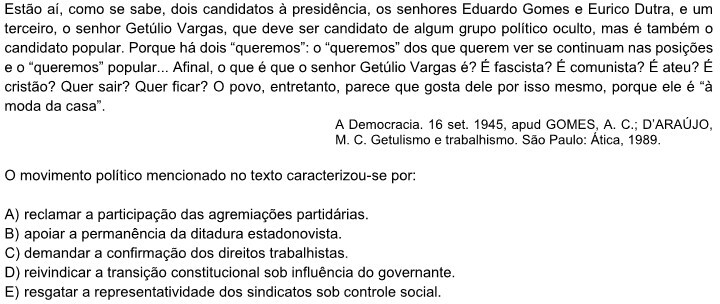 Estão aí, como se sabe, dois candidatos à presidência, os senhores Eduardo Gomes e Eurico Dutra, e um
terceiro, o senhor Getúlio Vargas, que deve ser candidato de algum grupo político oculto, mas é também o
candidato popular. Porque há dois “queremos”: o “queremos” dos que querem ver se continuam nas posições
e o “queremos” popular... Afinal, o que é que o senhor Getúlio Vargas é? É fascista? É comunista? É ateu? É
cristão? Quer sair? Quer ficar? O povo, entretanto, parece que gosta dele por isso mesmo, porque ele é “à
moda da casa”.
A Democracia. 16 set. 1945, apud GOMES, A. C.; D’ARAÚJO,
M. C. Getulismo e trabalhismo. São Paulo: Ática, 1989.
O movimento político mencionado no texto caracterizou-se por:
A) reclamar a participação das agremiações partidárias.
B) apoiar a permanência da ditadura estadonovista.
C) demandar a confirmação dos direitos trabalhistas.
D) reivindicar a transição constitucional sob influência do governante.
E) resgatar a representatividade dos sindicatos sob controle social.